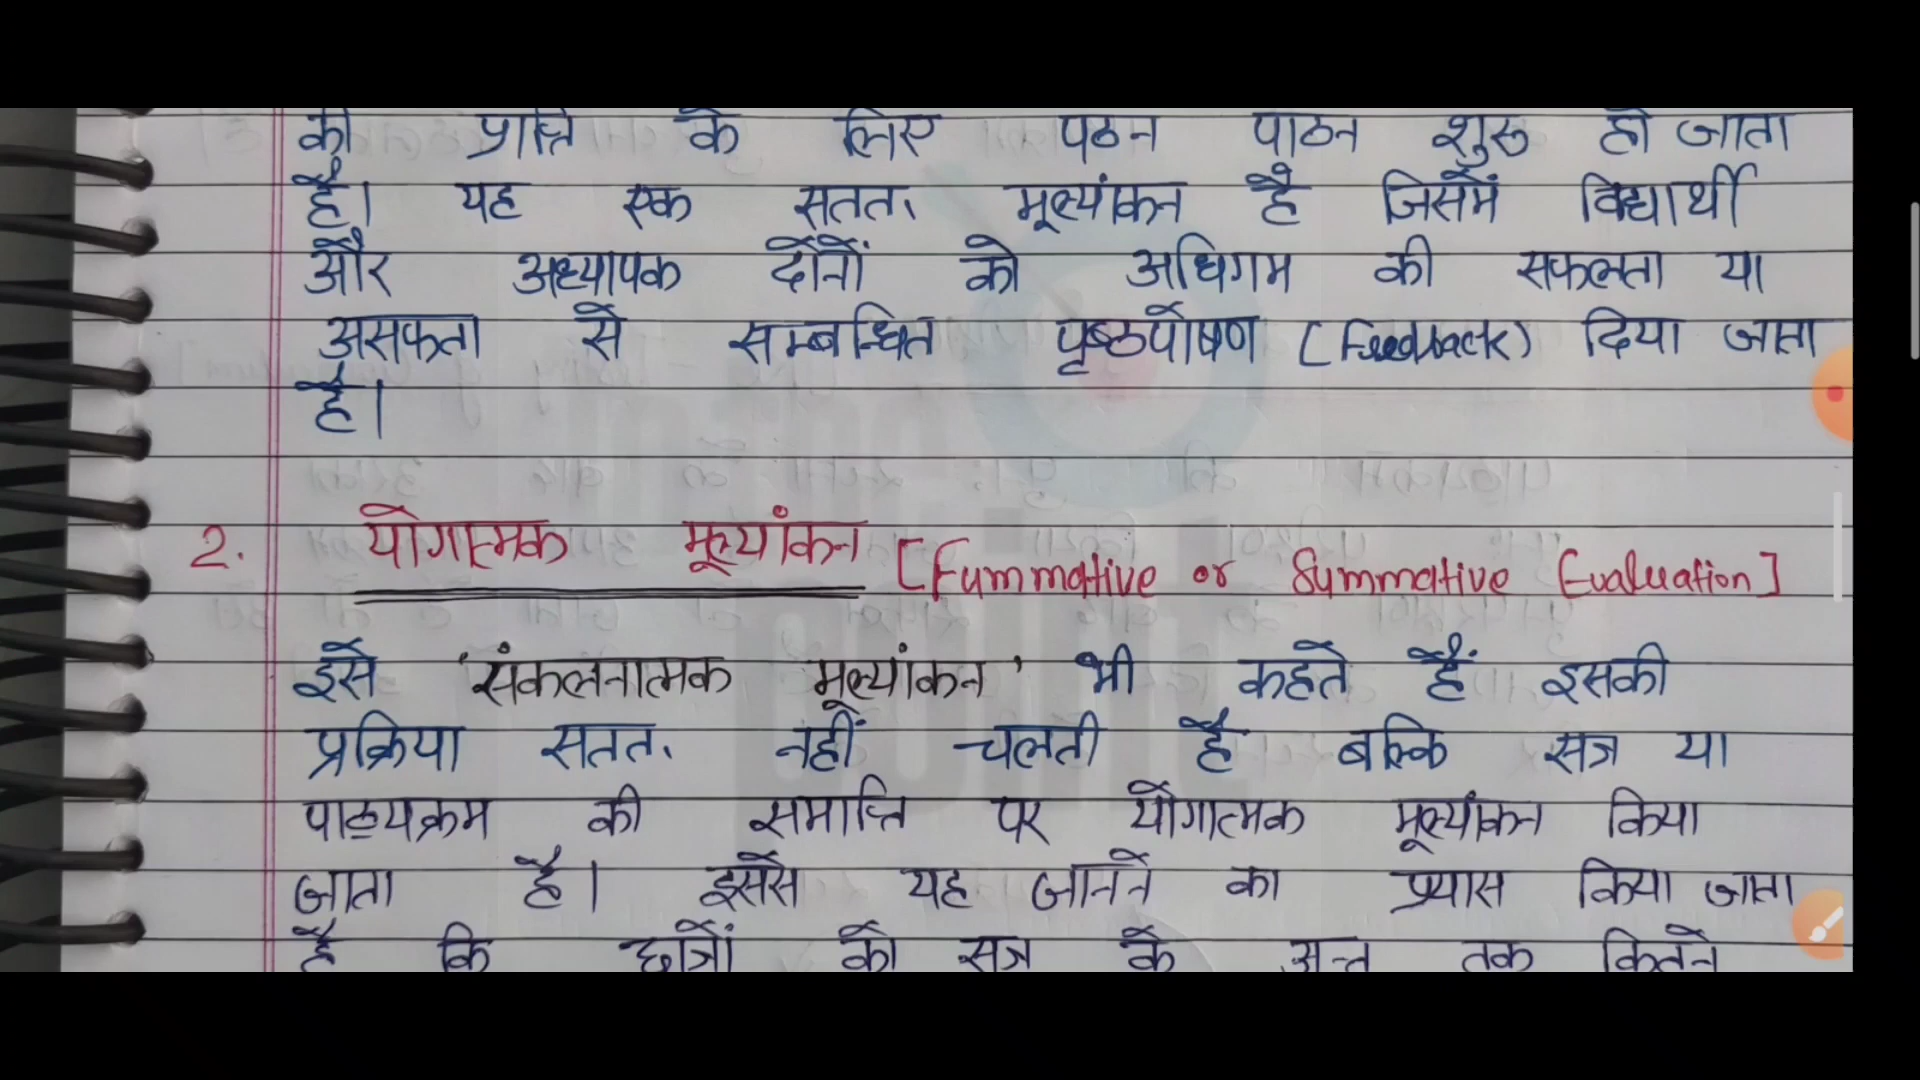 की प्राप्ति के लिए पठन पाठन शुरू हो जाता
है। यह एक सतत् मूल्यांकन है जिसमें विद्यार्थी
और अध्यापक दोनों को अधिगम की सफलता या
असफता से सम्बन्धित पृष्ठपोषण (Feedback) दिया जाता
है।
2. योगात्मक मूल्यांकन [Fummative or Summative Evaluation]
इसे 'संकलनात्मक मूल्यांकन' भी कहते हैं इसकी
प्रक्रिया सतत् नहीं चलती है बल्कि सत्र या
पाठ्यक्रम की समाप्ति पर योगात्मक मूल्यांकन किया
जाता है। इससे यह जानने का प्रयास किया जाता
है कि छात्रों को सत्र के अन्त तक कितने